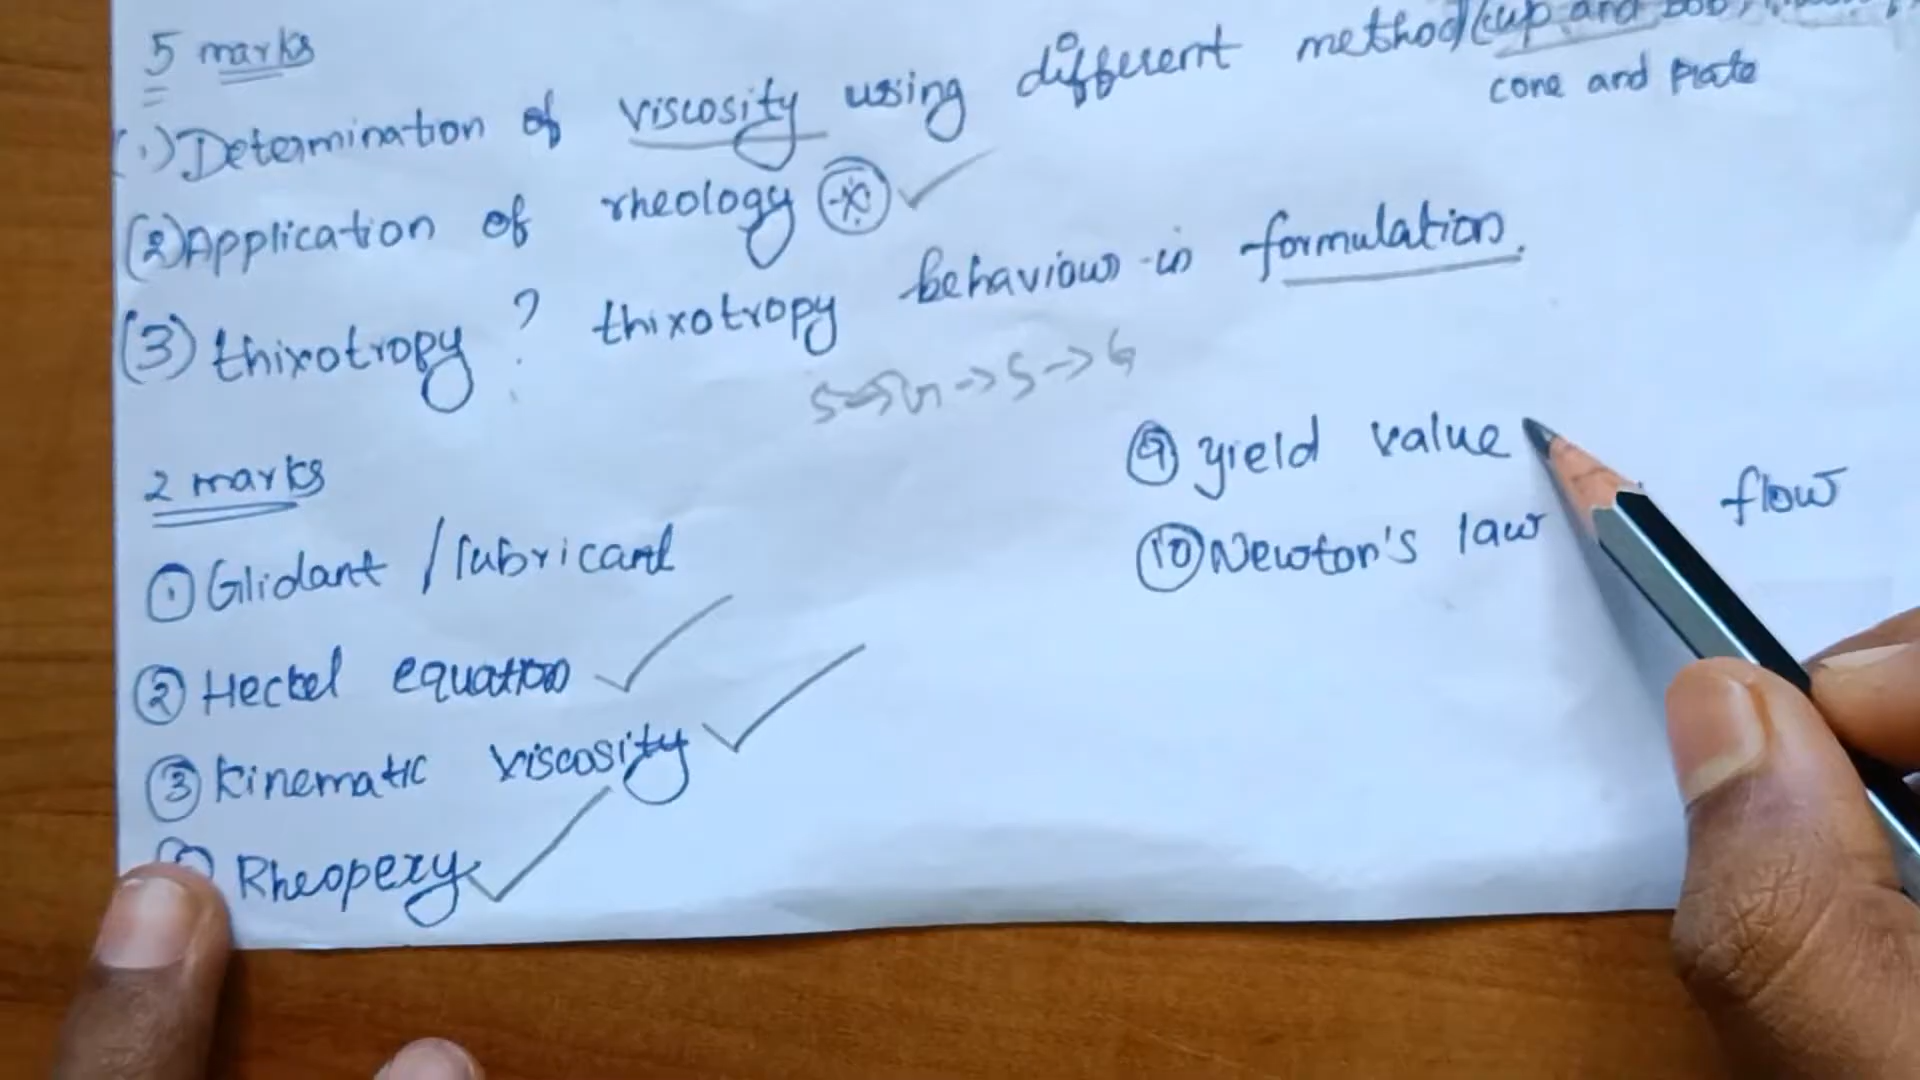 5 marks
(1) Determination of viscosity using different method (cup and bob,
cone and plate
(2) Application of rheology
(3) thixotropy? thixotropy behaviour in formulation.
2 marks
① Glidant / lubricant
② Heckel equation
③ Kinematic viscosity
Rheopexy
⑨ yield value
⑩ Newton's law flow